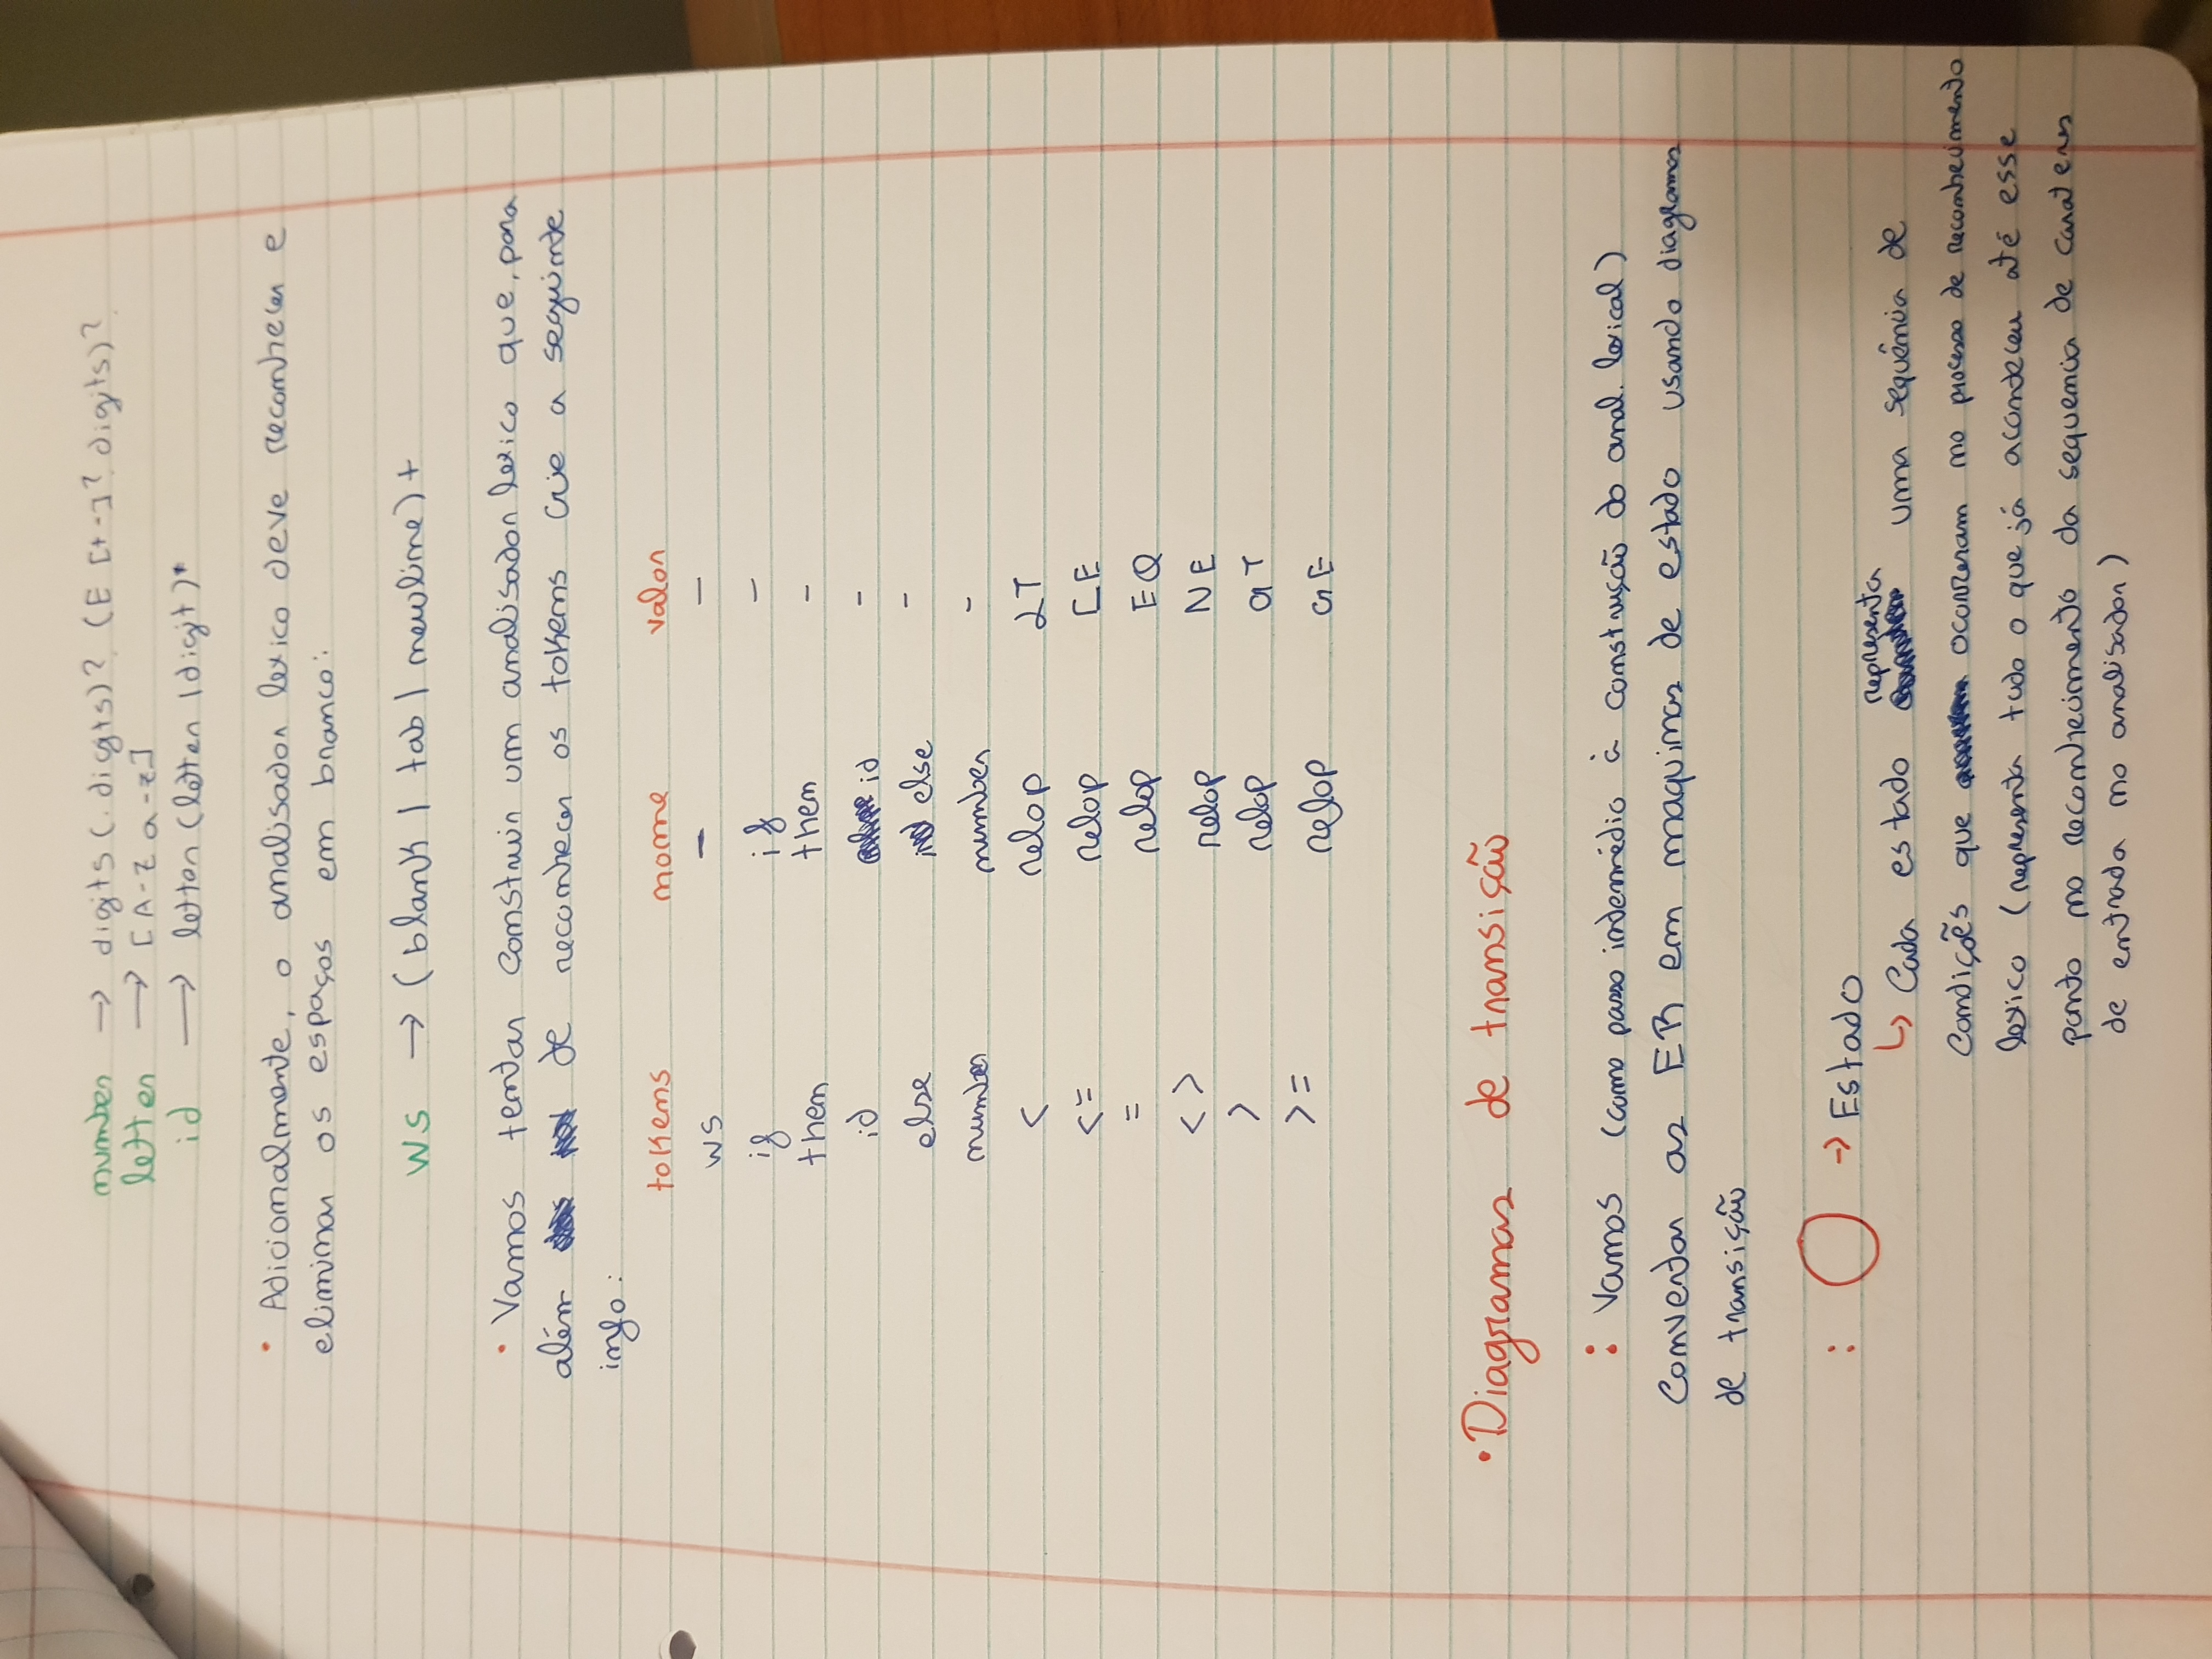 number → digits (. digits)? (E [+-]? digits)?
letter → [A-Z a-z]
id → letter (letter | digit)*
• Adicionalmente, o analisador lexico deve reconhecer e
eliminar os espaços em branco:
ws → (blank | tab | newline)+
• Vamos tentar construir um analisador lexico que, para
além de reconhecer os tokens crie a seguinte
info:
tokens nome valor
ws – –
if if –
then then –
id id –
else else –
number number –
< relop LT
<= relop LE
= relop EQ
<> relop NE
> relop GT
>= relop GE
• Diagramas de transição
: Vamos (como passo intermédio à construção do anal. lexical)
Converter as ER em maquinas de estado usando diagramas
de transição
: → Estado
representa
↳ Cada estado uma sequência de
Condições que ocorreram no processo de reconhecimento
lexico (representa tudo o que já aconteceu até esse
ponto no reconhecimento da sequencia de carateres
de entrada no analisador)